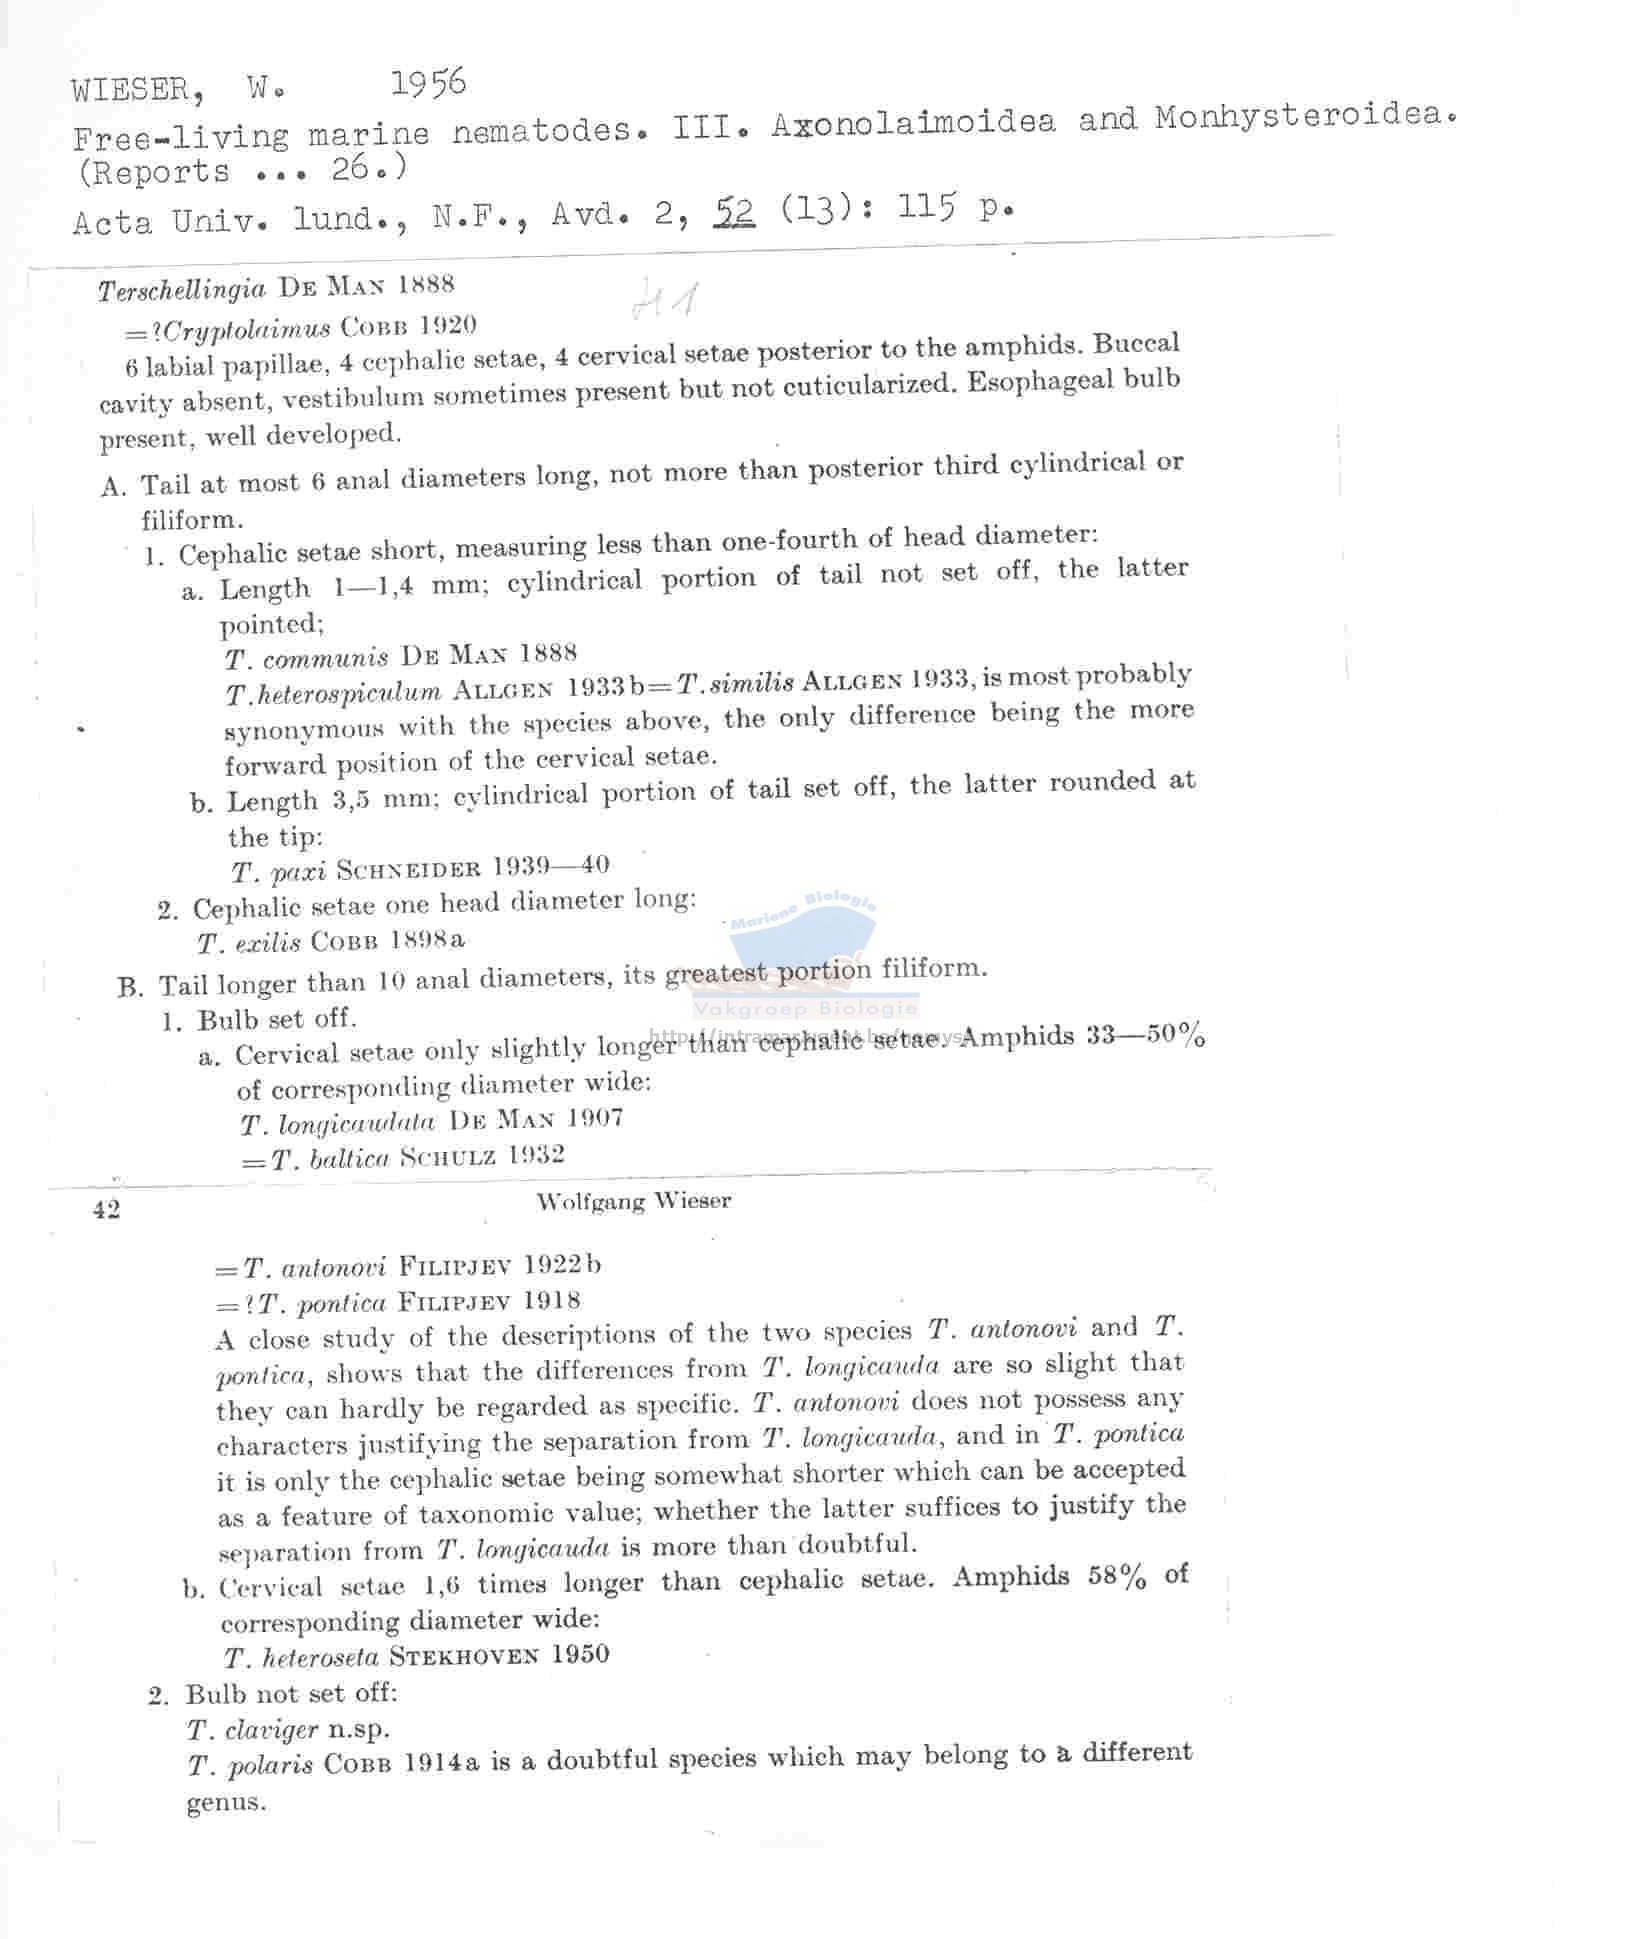 WIESER, W. 1956
Free-living marine nematodes. III. Axonolaimoidea and Monhysteroidea.
(Reports ... 26.)
Acta Univ. lund., N.F., Avd. 2, 52 (13): 115 p.
Terschellingia DE MAN 1888
41
=?Cryptolaimus COBB 1920
6 labial papillae, 4 cephalic setae, 4 cervical setae posterior to the amphids. Buccal
cavity absent, vestibulum sometimes present but not cuticularized. Esophageal bulb
present, well developed.
A. Tail at most 6 anal diameters long, not more than posterior third cylindrical or
filiform.
1. Cephalic setae short, measuring less than one-fourth of head diameter:
a. Length 1—1,4 mm; cylindrical portion of tail not set off, the latter
pointed;
T. communis DE MAN 1888
T. heterospiculum ALLGEN 1933b=T. similis ALLGEN 1933, is most probably
synonymous with the species above, the only difference being the more
forward position of the cervical setae.
b. Length 3,5 mm; cylindrical portion of tail set off, the latter rounded at
the tip:
T. paxi SCHNEIDER 1939—40
2. Cephalic setae one head diameter long:
T. exilis COBB 1898a
Mariene Biologie
B. Tail longer than 10 anal diameters, its greatest portion filiform.
Vakgroep Biologie
1. Bulb set off.
a. Cervical setae only slightly longer than cephalic setae. Amphids 33—50%
of corresponding diameter wide:
T. longicaudata DE MAN 1907
=T. baltica SCHULZ 1932
42 Wolfgang Wieser
=T. antonovi FILIPJEV 1922b
=?T. pontica FILIPJEV 1918
A close study of the descriptions of the two species T. antonovi and T.
pontica, shows that the differences from T. longicauda are so slight that
they can hardly be regarded as specific. T. antonovi does not possess any
characters justifying the separation from T. longicauda, and in T. pontica
it is only the cephalic setae being somewhat shorter which can be accepted
as a feature of taxonomic value; whether the latter suffices to justify the
separation from T. longicauda is more than doubtful.
b. Cervical setae 1,6 times longer than cephalic setae. Amphids 58% of
corresponding diameter wide:
T. heteroseta STEKHOVEN 1950
2. Bulb not set off:
T. claviger n.sp.
T. polaris COBB 1914a is a doubtful species which may belong to a different
genus.